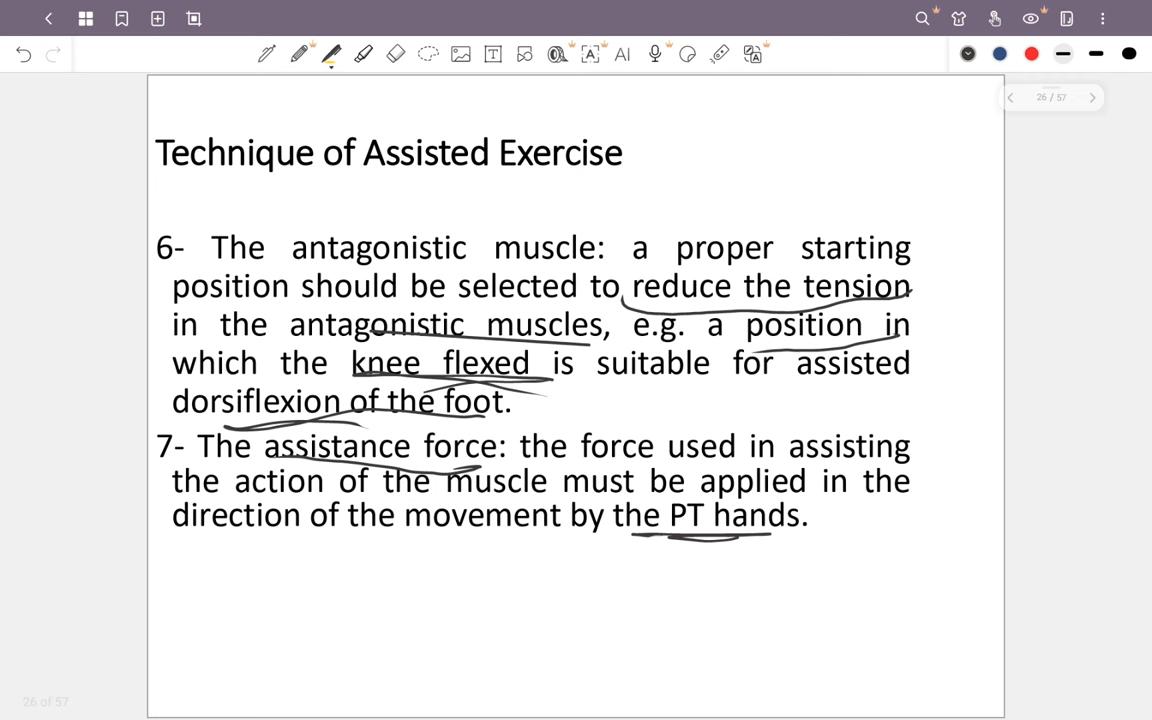 AI
26 / 57
Technique of Assisted Exercise
6- The antagonistic muscle: a proper starting
position should be selected to reduce the tension
in the antagonistic muscles, e.g. a position in
which the knee flexed is suitable for assisted
dorsiflexion of the foot.
7- The assistance force: the force used in assisting
the action of the muscle must be applied in the
direction of the movement by the PT hands.
26 of 57